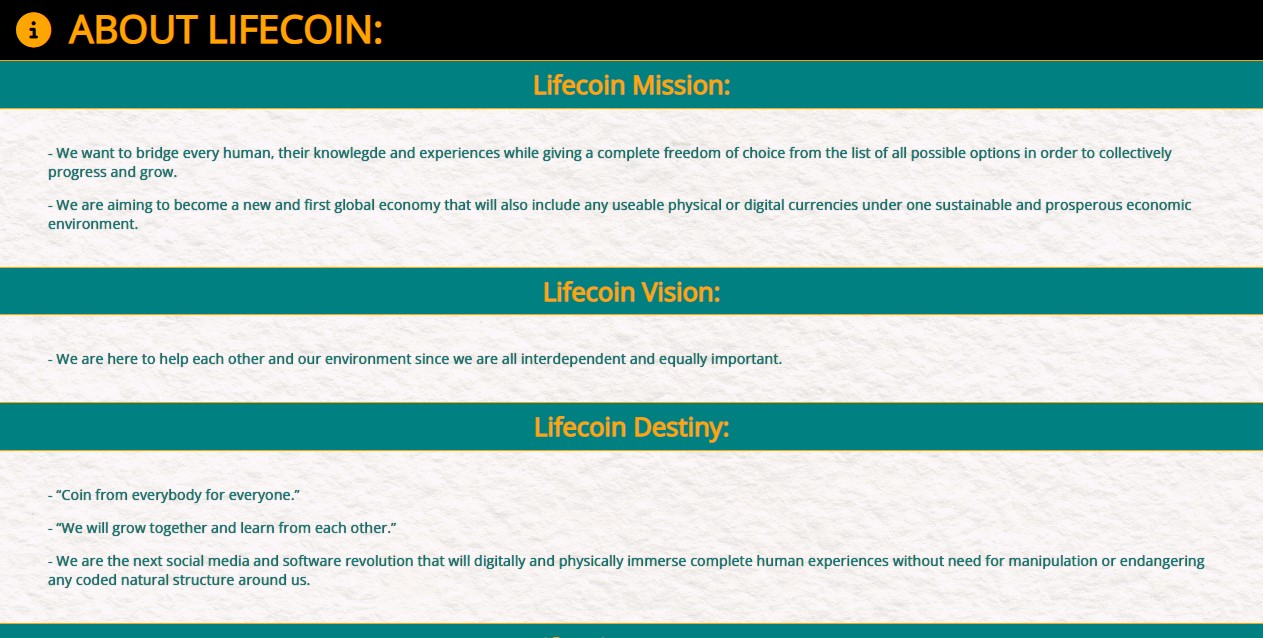 ABOUT LIFECOIN:
Lifecoin Mission:
- We want to bridge every human, their knowlegde and experiences while giving a complete freedom of choice from the list of all possible options in order to collectively
progress and grow.
- We are aiming to become a new and first global economy that will also include any useable physical or digital currencies under one sustainable and prosperous economic
environment.
Lifecoin Vision:
- We are here to help each other and our environment since we are all interdependent and equally important.
Lifecoin Destiny:
- “Coin from everybody for everyone.”
- “We will grow together and learn from each other.”
- We are the next social media and software revolution that will digitally and physically immerse complete human experiences without need for manipulation or endangering
any coded natural structure around us.